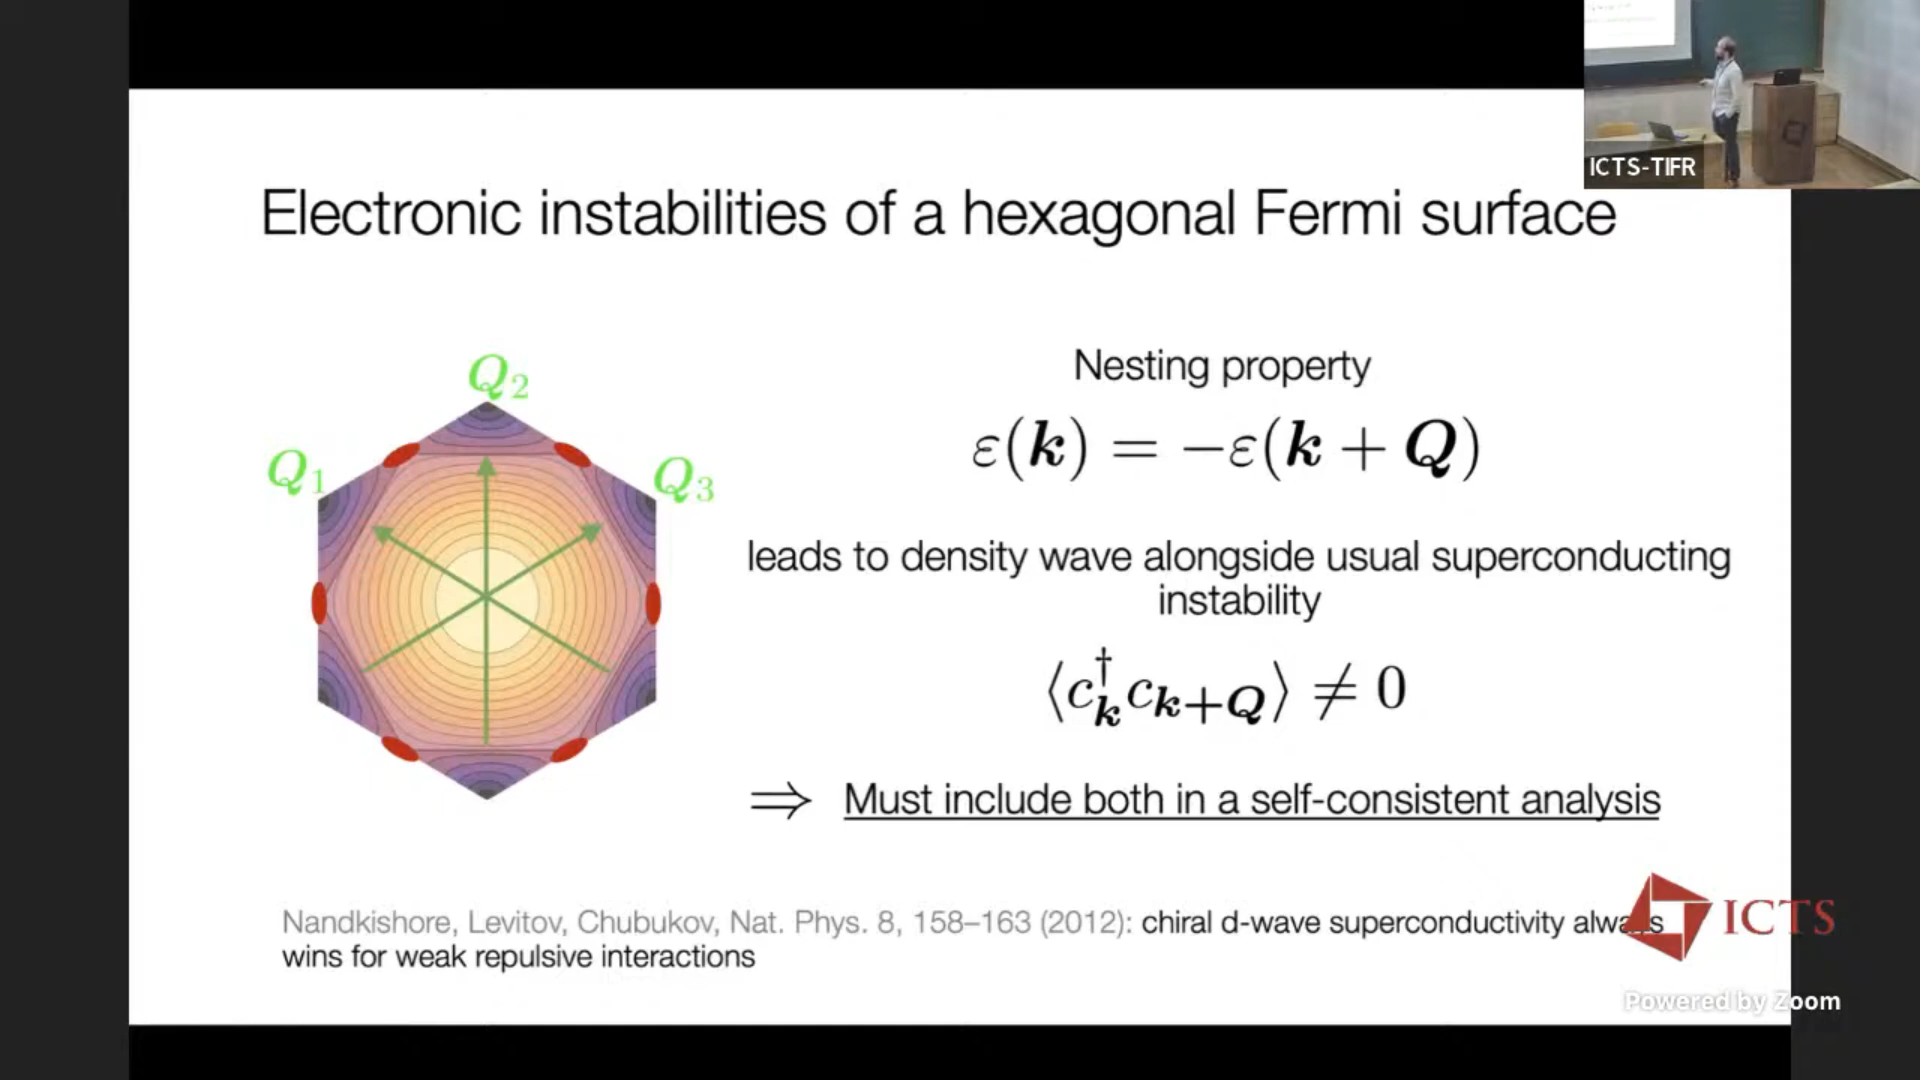 ICTS-TIFR
Electronic instabilities of a hexagonal Fermi surface
Q₂
Q₁
Q₃
Nesting property
ε(k) = −ε(k + Q)
leads to density wave alongside usual superconducting
instability
⟨c†ₖ cₖ₊Q⟩ ≠ 0
⇒ Must include both in a self-consistent analysis
Nandkishore, Levitov, Chubukov, Nat. Phys. 8, 158–163 (2012): chiral d-wave superconductivity always
wins for weak repulsive interactions
ICTS
Powered by Zoom